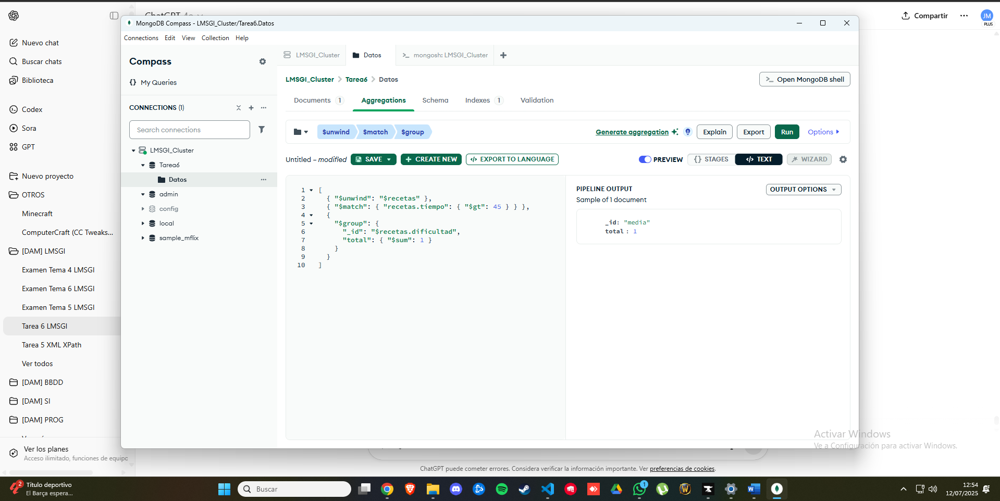 Nuevo chat
Buscar chats
Biblioteca
Codex
Sora
GPT
Nuevo proyecto
OTROS
Minecraft
ComputerCraft (CC Tweaks...
[DAM] LMSGI
Examen Tema 4 LMSGI
Examen Tema 6 LMSGI
Examen Tema 5 LMSGI
Tarea 6 LMSGI
Tarea 5 XML XPath
Ver todos
[DAM] BBDD
[DAM] SI
[DAM] PROG
Ver los planes
Acceso ilimitado, funciones de equipo
ChatGPT
Compartir
JM
PLUS
MongoDB Compass - LMSGI_Cluster/Tarea6.Datos
Connections Edit View Collection Help
Compass
{} My Queries
CONNECTIONS (1)
Search connections
LMSGI_Cluster
Tarea6
Datos
admin
config
local
sample_mflix
LMSGI_Cluster
Datos
>_ mongosh: LMSGI_Cluster
LMSGI_Cluster > Tarea6 > Datos
>_ Open MongoDB shell
Documents 1 Aggregations Schema Indexes 1 Validation
$unwind $match $group
Generate aggregation Explain Export Run Options
Untitled – modified SAVE + CREATE NEW </> EXPORT TO LANGUAGE
PREVIEW {} STAGES </> TEXT WIZARD
1 [
2 { "$unwind": "$recetas" },
3 { "$match": { "recetas.tiempo": { "$gt": 45 } } },
4 {
5 "$group": {
6 "_id": "$recetas.dificultad",
7 "total": { "$sum": 1 }
8 }
9 }
10 ]
PIPELINE OUTPUT
Sample of 1 document
OUTPUT OPTIONS
_id: "media"
total : 1
Activar Windows
Ve a Configuración para activar Windows.
ChatGPT puede cometer errores. Considera verificar la información importante. Ver preferencias de cookies.
2
Título deportivo
El Barça espera...
Buscar
1
12:54
12/07/2025